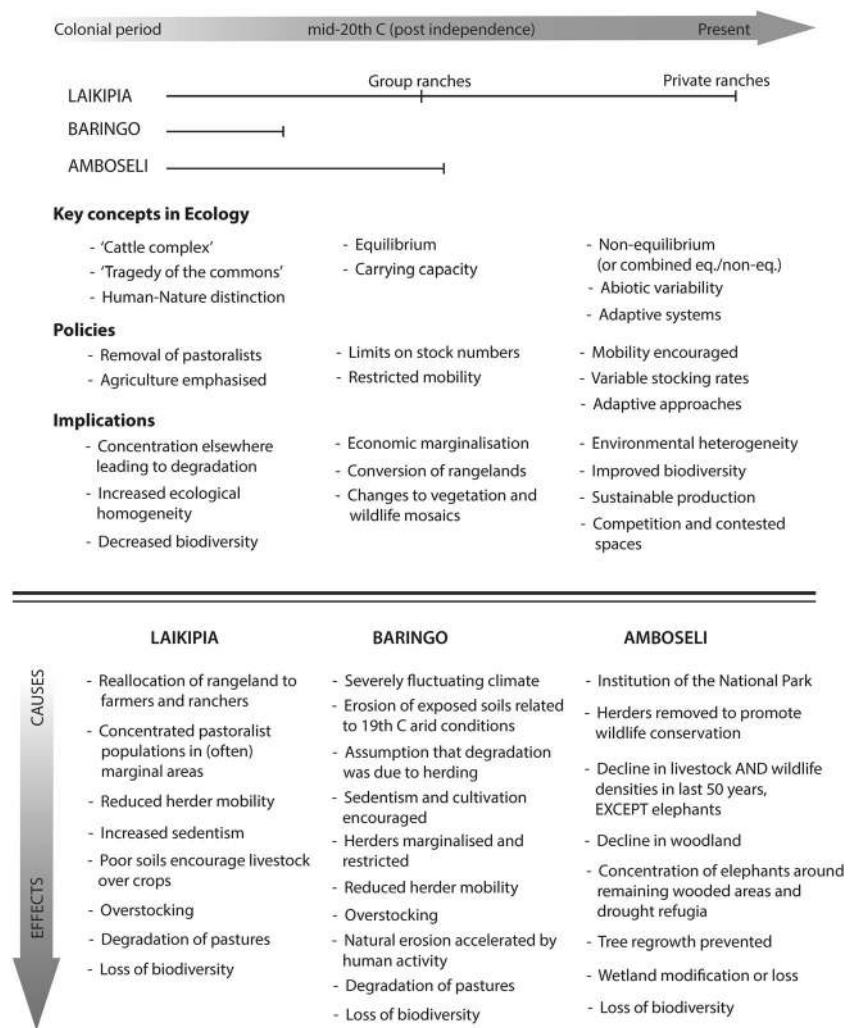 Colonial period mid-20th C (post independence) Present
Group ranches Private ranches
LAIKIPIA
BARINGO
AMBOSELI
Key concepts in Ecology
- 'Cattle complex'
- 'Tragedy of the commons'
- Human-Nature distinction
- Equilibrium
- Carrying capacity
- Non-equilibrium
(or combined eq./non-eq.)
- Abiotic variability
- Adaptive systems
Policies
- Removal of pastoralists
- Agriculture emphasised
- Limits on stock numbers
- Restricted mobility
- Mobility encouraged
- Variable stocking rates
- Adaptive approaches
Implications
- Concentration elsewhere
leading to degradation
- Increased ecological
homogeneity
- Decreased biodiversity
- Economic marginalisation
- Conversion of rangelands
- Changes to vegetation and
wildlife mosaics
- Environmental heterogeneity
- Improved biodiversity
- Sustainable production
- Competition and contested
spaces
CAUSES
EFFECTS
LAIKIPIA
- Reallocation of rangeland to
farmers and ranchers
- Concentrated pastoralist
populations in (often)
marginal areas
- Reduced herder mobility
- Increased sedentism
- Poor soils encourage livestock
over crops
- Overstocking
- Degradation of pastures
- Loss of biodiversity
BARINGO
- Severely fluctuating climate
- Erosion of exposed soils related
to 19th C arid conditions
- Assumption that degradation
was due to herding
- Sedentism and cultivation
encouraged
- Herders marginalised and
restricted
- Reduced herder mobility
- Overstocking
- Natural erosion accelerated by
human activity
- Degradation of pastures
- Loss of biodiversity
AMBOSELI
- Institution of the National Park
- Herders removed to promote
wildlife conservation
- Decline in livestock AND wildlife
densities in last 50 years,
EXCEPT elephants
- Decline in woodland
- Concentration of elephants around
remaining wooded areas and
drought refugia
- Tree regrowth prevented
- Wetland modification or loss
- Loss of biodiversity